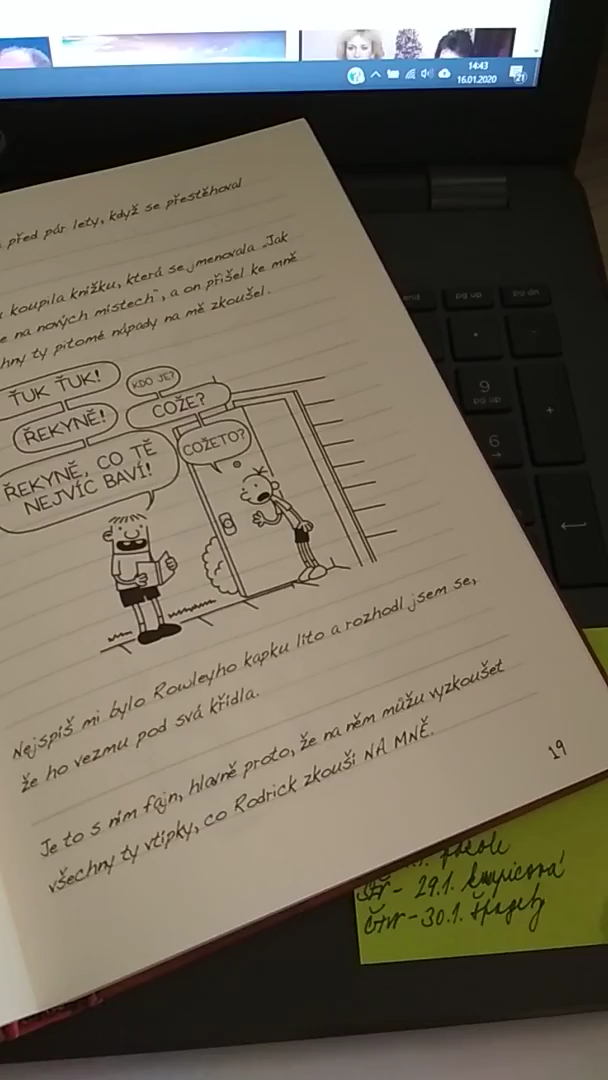 14:43
16.01.2020
21
před pár lety, když se přestěhoval
koupila knížku, která se jmenovala „Jak
na nových místech“, a on přišel ke mně
ty pitomé nápady na mě zkoušel.
ŤUK ŤUK!
KDO JE?
ŘEKYNĚ!
COŽE?
ŘEKYNĚ, CO TĚ
NEJVÍC BAVÍ!
COŽETO?
Nejspíš mi bylo Rowleyho kapku líto a rozhodl jsem se,
že ho vezmu pod svá křídla.
Je to s ním fajn, hlavně proto, že na něm můžu vyzkoušet
všechny ty vtípky, co Rodrick zkouší NA MNĚ.
19
end
pg up
pg dn
9
pg up
+
6
29.1. krupicová
čtvr - 30.1. špagety